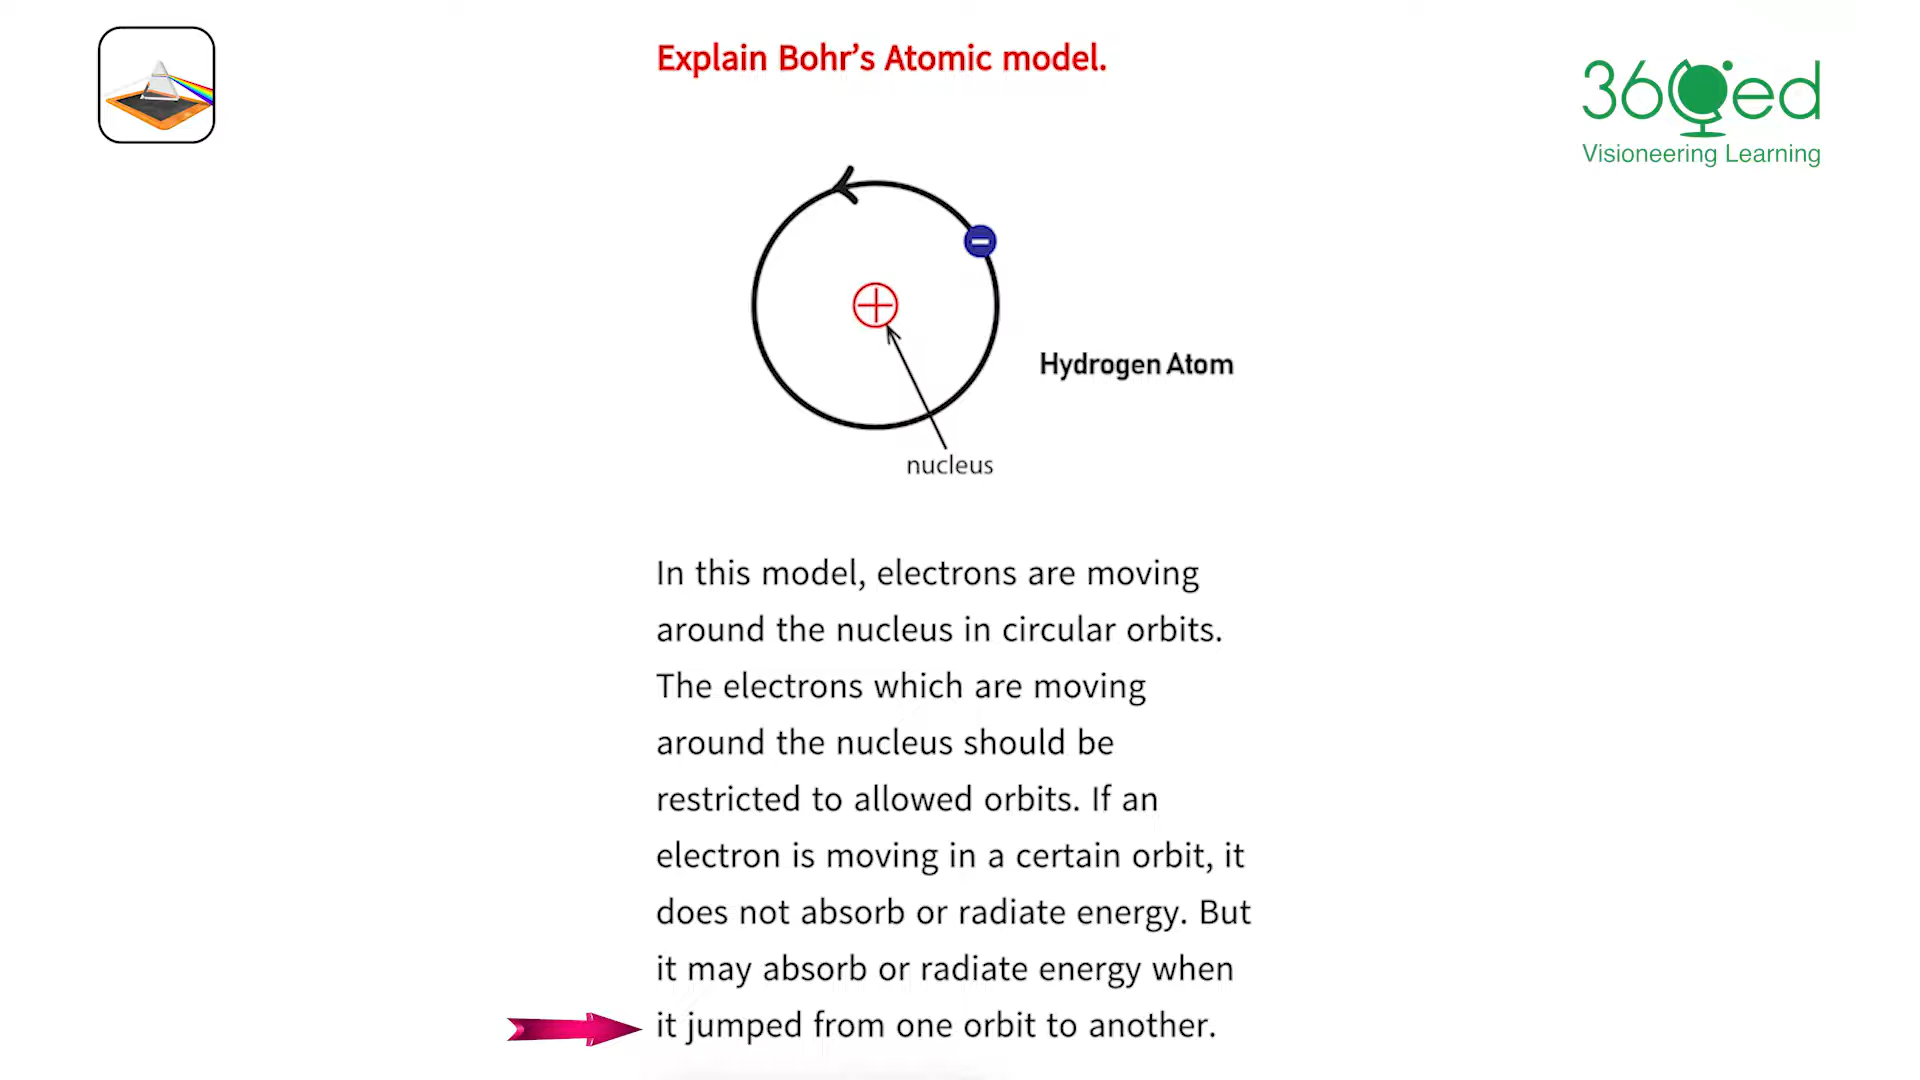 Explain Bohr’s Atomic model.
360ed
Visioneering Learning
Hydrogen Atom
nucleus
In this model, electrons are moving
around the nucleus in circular orbits.
The electrons which are moving
around the nucleus should be
restricted to allowed orbits. If an
electron is moving in a certain orbit, it
does not absorb or radiate energy. But
it may absorb or radiate energy when
it jumped from one orbit to another.